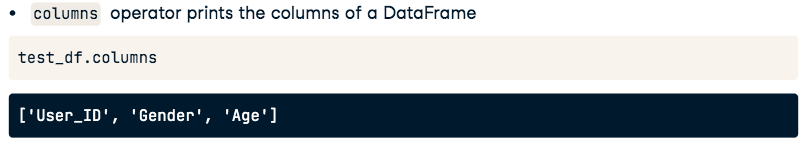 • columns operator prints the columns of a DataFrame
test_df.columns
['User_ID', 'Gender', 'Age']